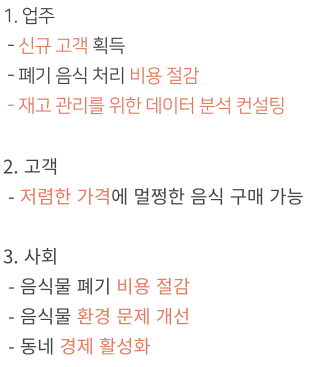 1. 업주
- 신규 고객 획득
- 폐기 음식 처리 비용 절감
- 재고 관리를 위한 데이터 분석 컨설팅
2. 고객
- 저렴한 가격에 멀쩡한 음식 구매 가능
3. 사회
- 음식물 폐기 비용 절감
- 음식물 환경 문제 개선
- 동네 경제 활성화